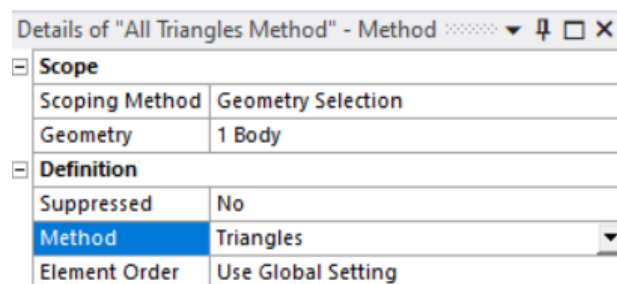 Details of "All Triangles Method" - Method
Scope
Scoping Method Geometry Selection
Geometry 1 Body
Definition
Suppressed No
Method Triangles
Element Order Use Global Setting